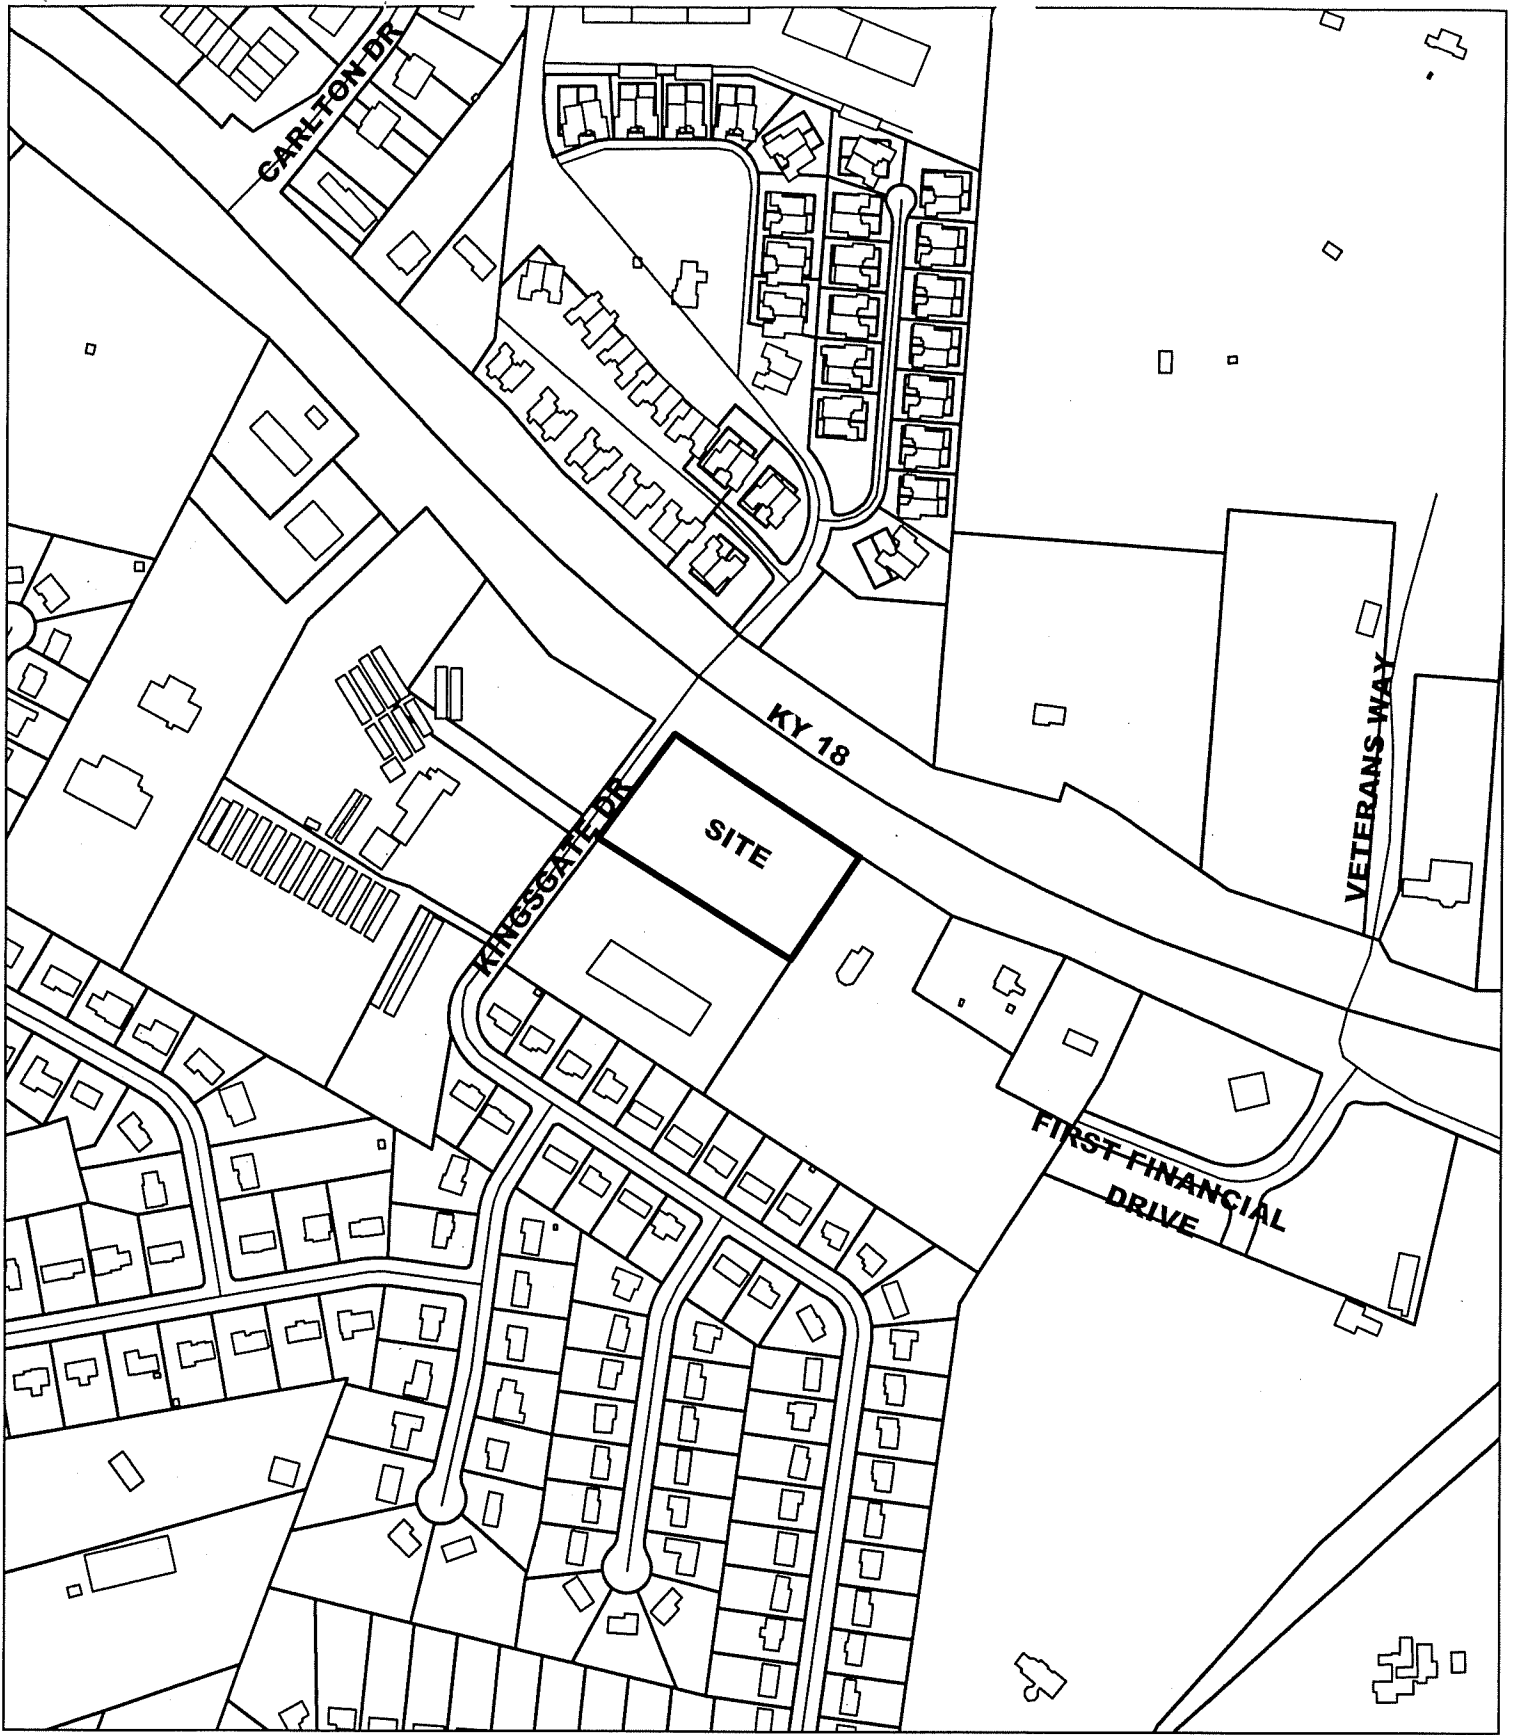 CARLTON DR
KY 18
SITE
KINGSGATE DR
VETERANS WAY
FIRST FINANCIAL
DRIVE